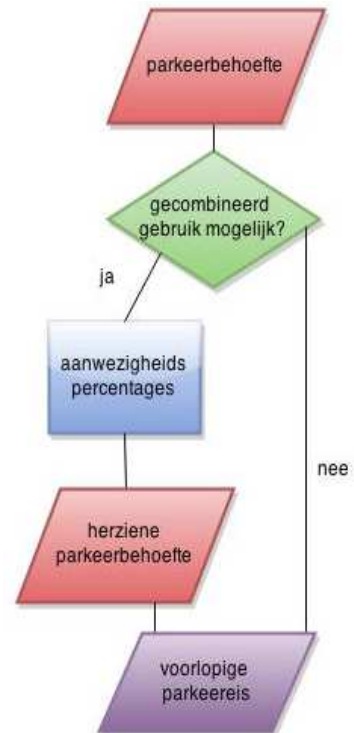 parkeerbehoefte
gecombineerd
gebruik mogelijk?
ja
aanwezigheids
percentages
nee
herziene
parkeerbehoefte
voorlopige
parkeereis